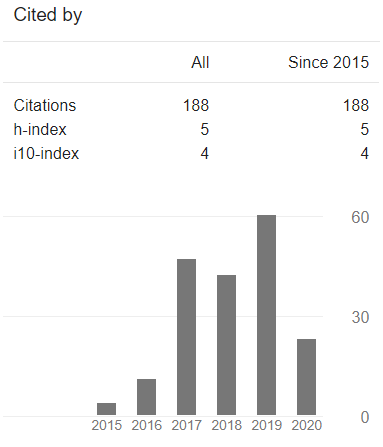 Cited by
All Since 2015
Citations 188 188
h-index 5 5
i10-index 4 4
60
30
0
2015 2016 2017 2018 2019 2020